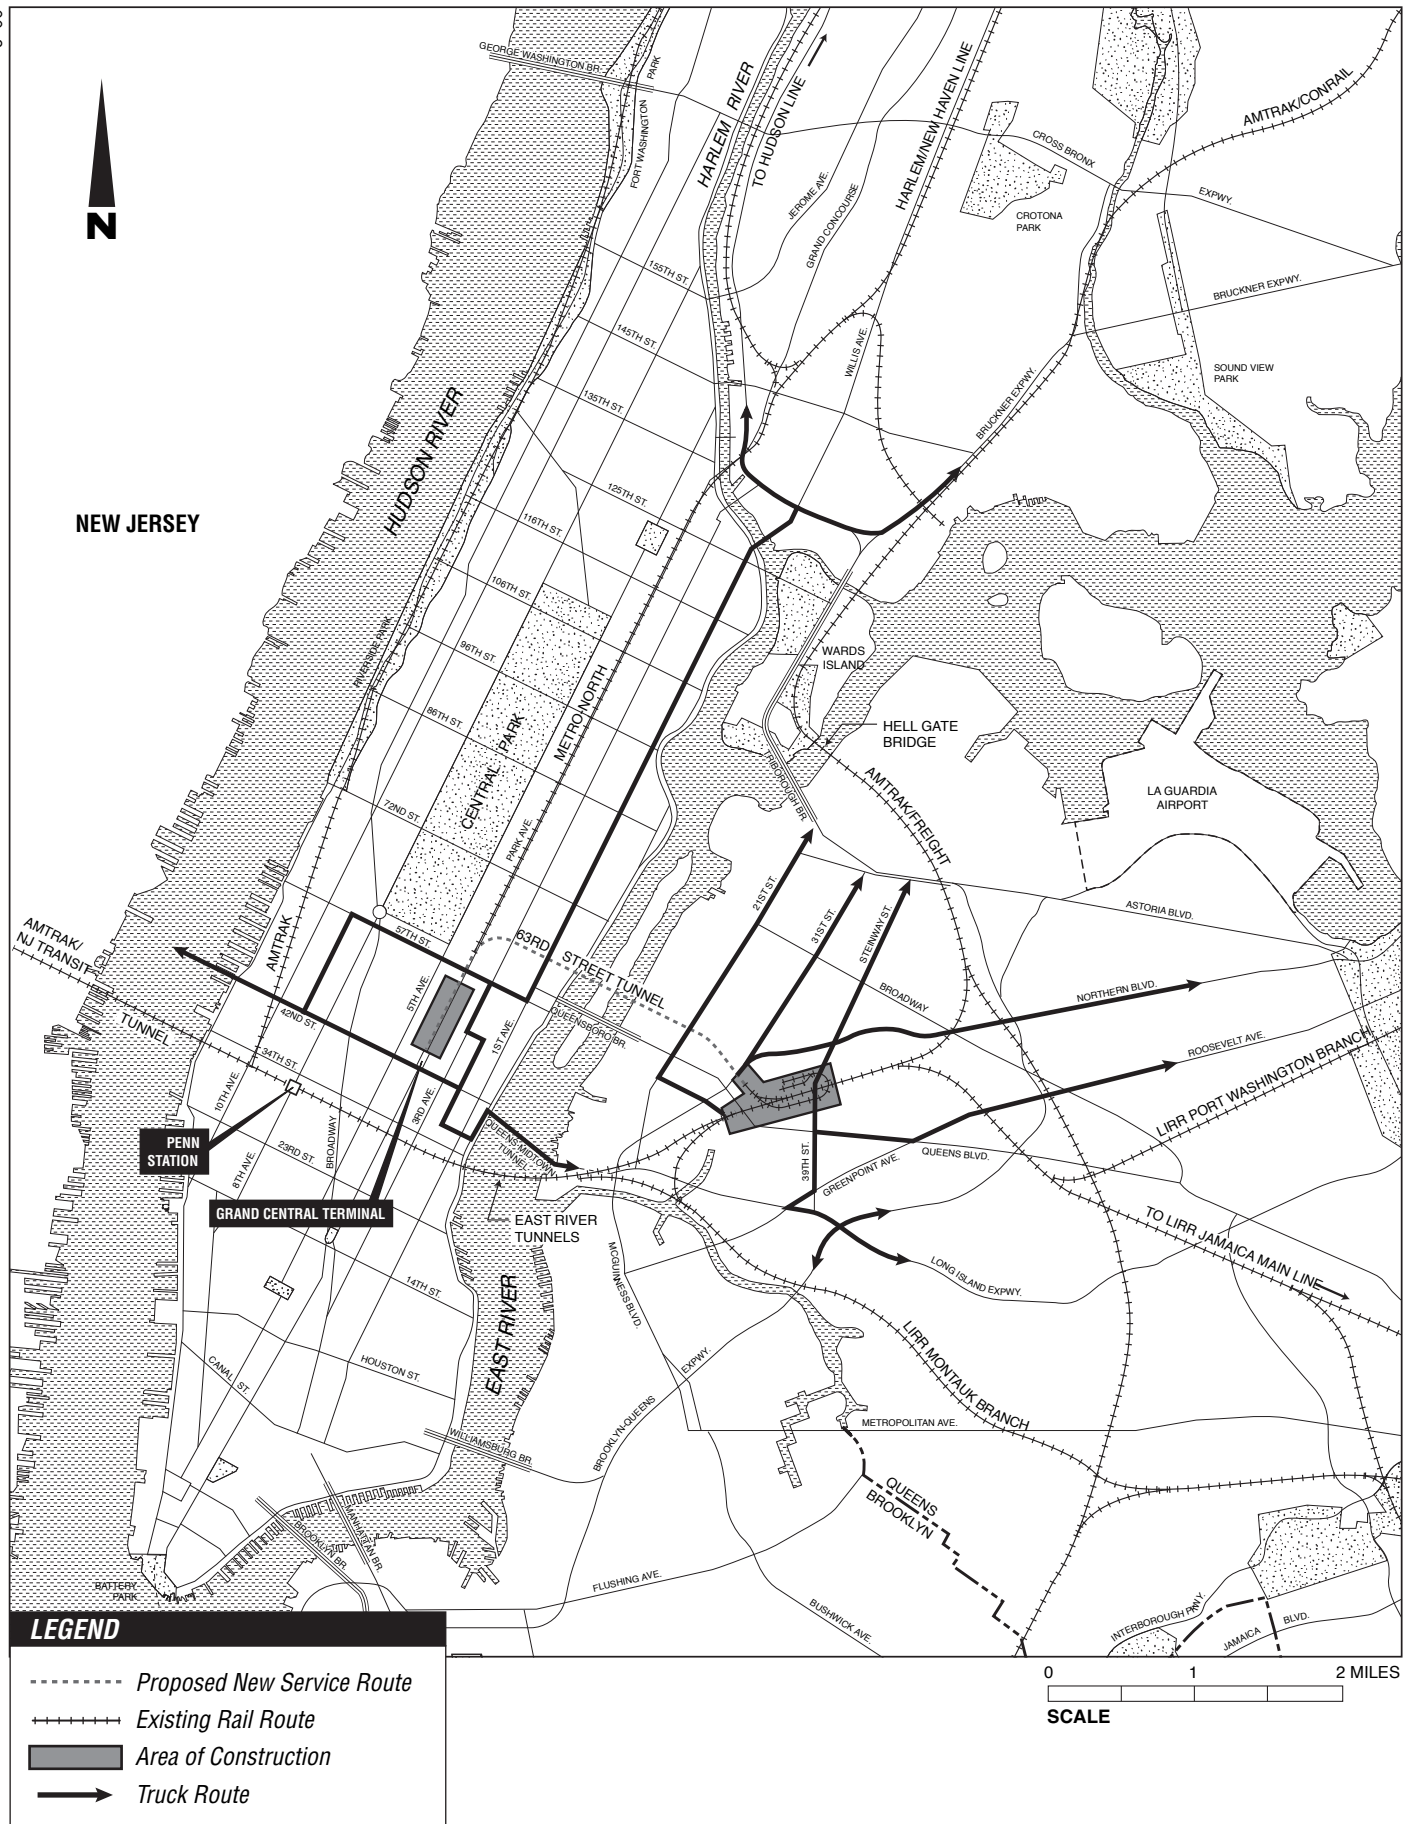 GEORGE WASHINGTON BR.
PARK
FORT WASHINGTON
HARLEM RIVER
TO HUDSON LINE
HARLEM/NEW HAVEN LINE
AMTRAK/CONRAIL
CROSS BRONX
EXPWY.
JEROME AVE.
GRAND CONCOURSE
CROTONA
PARK
N
155TH ST.
BRUCKNER EXPWY.
145TH ST.
WILLIS AVE.
SOUND VIEW
PARK
135TH ST.
BRUCKNER EXPWY.
HUDSON RIVER
NEW JERSEY
125TH ST.
116TH ST.
106TH ST.
RIVERSIDE PARK
96TH ST.
WARDS
ISLAND
METRO-NORTH
86TH ST.
CENTRAL PARK
HELL GATE
BRIDGE
TRIBOROUGH BR.
AMTRAK/FREIGHT
LA GUARDIA
AIRPORT
72ND ST.
PARK AVE.
21ST ST.
31ST ST.
STEINWAY ST.
ASTORIA BLVD.
AMTRAK/
NJ TRANSIT
AMTRAK
57TH ST.
63RD
STREET TUNNEL
BROADWAY
NORTHERN BLVD.
5TH AVE.
TUNNEL
42ND ST.
QUEENSBORO BR.
1ST AVE.
ROOSEVELT AVE.
34TH ST.
LIRR PORT WASHINGTON BRANCH
10TH AVE.
3RD AVE.
PENN
STATION
23RD ST.
BROADWAY
8TH AVE.
QUEENS MIDTOWN
TUNNEL
39TH ST.
QUEENS BLVD.
GREENPOINT AVE.
GRAND CENTRAL TERMINAL
EAST RIVER
TUNNELS
TO LIRR JAMAICA MAIN LINE
MCGUINNESS BLVD.
LONG ISLAND EXPWY.
14TH ST.
EAST RIVER
LIRR MONTAUK BRANCH
HOUSTON ST.
CANAL ST.
BROOKLYN-QUEENS
EXPWY.
METROPOLITAN AVE.
WILLIAMSBURG BR.
QUEENS
BROOKLYN
MANHATTAN BR.
BROOKLYN BR.
BATTERY
PARK
FLUSHING AVE.
BUSHWICK AVE.
INTERBOROUGH PKWY.
JAMAICA
BLVD.
LEGEND
Proposed New Service Route
Existing Rail Route
Area of Construction
Truck Route
0 1 2 MILES
SCALE